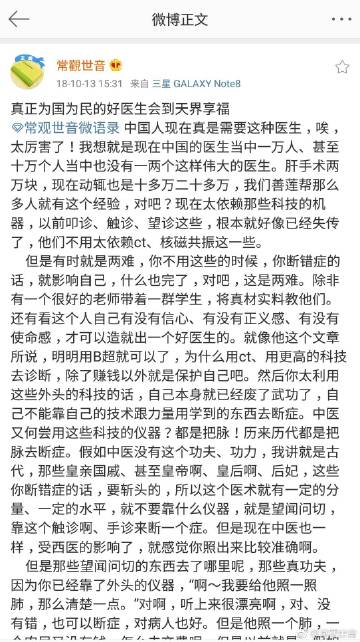 微博正文
常觀世音
18-10-13 15:31 来自 三星 GALAXY Note8
真正为国为民的好医生会到天界享福
常观世音微语录 中国人现在真是需要这种医生，唉，
太厉害了！我想就是现在中国的医生当中一万人、甚至
十万个人当中也没有一两个这样伟大的医生。肝手术两
万块，现在动辄也是十多万二十多万，我们善莲帮那么
多人就有这个经验，对吧？现在太依赖那些科技的机
器，以前叩诊、触诊、望诊这些，根本就好像已经失传
了，他们不用太依赖ct、核磁共振这一些。
但是有时就是两难，你不用这些的时候，你断错症的
话，就影响自己，什么也完了，对吧，这是两难。除非
有一个很好的老师带着一群学生，将真材实料教他们。
还有看这个人自己有没有信心、有没有正义感、有没有
使命感，才可以造就出一个好医生的。就像他这个文章
所说，明明用B超就可以了，为什么用ct、用更高的科技
去诊断，除了赚钱以外就是保护自己吧。然后你太利用
这些外头的科技的话，自己本身就已经废了武功了，自
己不能靠自己的技术跟力量用学到的东西去断症。中医
又何尝用这些科技的仪器？都是把脉！历来历代都是把
脉去断症。假如中医没有这个功夫、功力，我讲就是古
代，那些皇亲国戚、甚至皇帝啊、皇后啊、后妃，这些
你断错症的话，要斩头的，所以这个医术就有一定的分
量、一定的水平，就不要靠什么仪器，就是望闻问切，
靠这个触诊啊、手诊来断一个症。但是现在中医也一
样，受西医的影响了，就感觉你照出来比较准确啊。
但是那些望闻问切的东西去了哪里呢，那些真功夫，
因为你已经靠了外头的仪器，“啊～我要给他照一照
肺，那么清楚一点。”对啊，听上来很漂亮啊，对、没
有错，也可以断症，对病人也好。但是他照一个肺，一